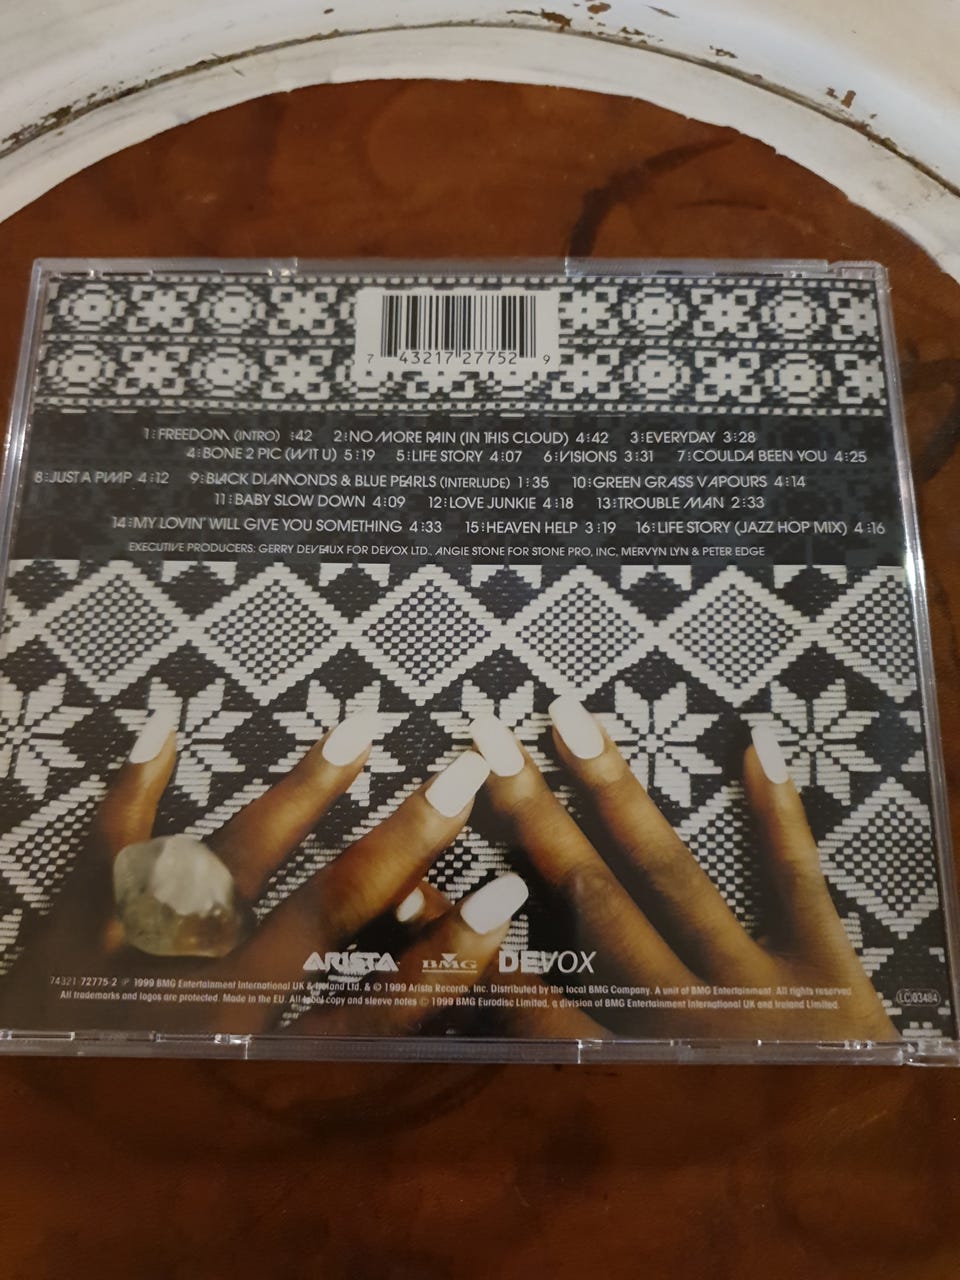 7 43217 27752 9
1:FREEDOM (INTRO) :42 2:NO MORE RAIN (IN THIS CLOUD) 4:42 3:EVERYDAY 3:28
4:BONE 2 PIC (WIT U) 5:19 5:LIFE STORY 4:07 6:VISIONS 3:31 7:COULDA BEEN YOU 4:25
8:JUST A PIMP 4:12 9:BLACK DIAMONDS & BLUE PEARLS (INTERLUDE) 1:35 10:GREEN GRASS VAPOURS 4:14
11:BABY SLOW DOWN 4:09 12:LOVE JUNKIE 4:18 13:TROUBLE MAN 2:33
14:MY LOVIN' WILL GIVE YOU SOMETHING 4:33 15:HEAVEN HELP 3:19 16:LIFE STORY (JAZZ HOP MIX) 4:16
EXECUTIVE PRODUCERS: GERRY DEVEAUX FOR DEVOX LTD., ANGIE STONE FOR STONE PRO, INC, MERVYN LYN & PETER EDGE
ARISTA BMG DEVOX
74321 72775-2 ℗ 1999 BMG Entertainment International UK & Ireland Ltd. & © 1999 Arista Records, Inc. Distributed by the local BMG Company. A unit of BMG Entertainment. All rights reserved.
All trademarks and logos are protected. Made in the EU. All label copy and sleeve notes © 1999 BMG Eurodisc Limited, a division of BMG Entertainment International UK and Ireland Limited.
LC 03484